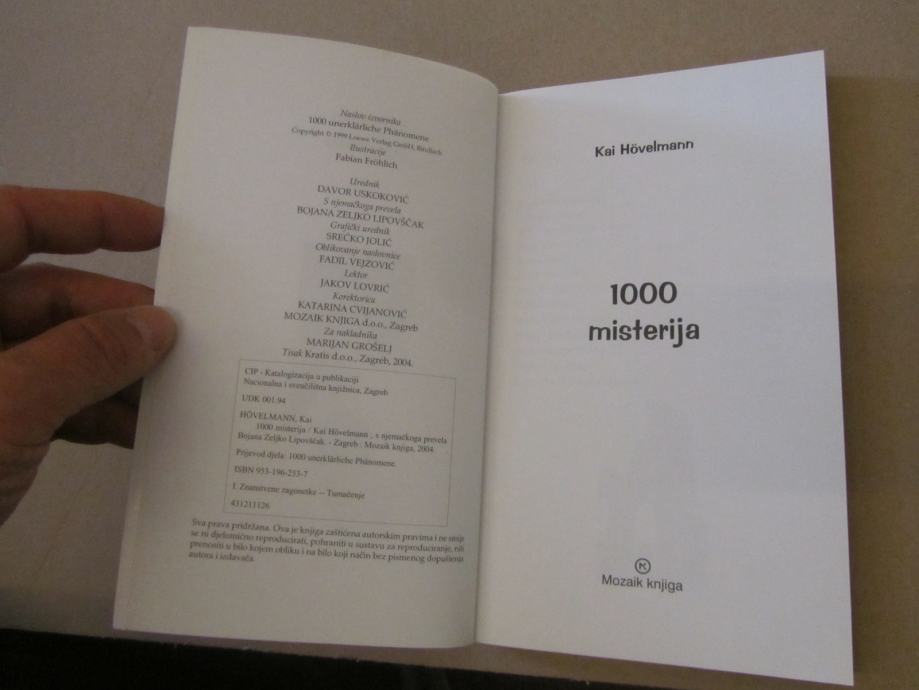 Naslov izvornika
1000 unerklärliche Phänomene
Copyright © 1999 Loewe Verlag GmbH, Bindlach
Ilustracije
Fabian Fröhlich
Urednik
DAVOR USKOKOVIĆ
S njemačkoga prevela
BOJANA ZELJKO LIPOVŠĆAK
Grafički urednik
SREĆKO JOLIĆ
Oblikovanje naslovnice
FADIL VEJZOVIĆ
Lektor
JAKOV LOVRIĆ
Korektorica
KATARINA CVIJANOVIĆ
MOZAIK KNJIGA d.o.o., Zagreb
Za nakladnika
MARIJAN GROŠELJ
Tisak Kratis d.o.o., Zagreb, 2004.
CIP - Katalogizacija u publikaciji
Nacionalna i sveučilišna knjižnica, Zagreb
UDK 001.94
HÖVELMANN, Kai
1000 misterija / Kai Hövelmann ; s njemačkoga prevela
Bojana Zeljko Lipovšćak. - Zagreb : Mozaik knjiga, 2004.
Prijevod djela: 1000 unerklärliche Phänomene.
ISBN 953-196-253-7
I. Znanstvene zagonetke -- Tumačenje
431211126
Sva prava pridržana. Ova je knjiga zaštićena autorskim pravima i ne smije
se ni djelomično reproducirati, pohraniti u sustavu za reproduciranje, niti
prenositi u bilo kojem obliku i na bilo koji način bez pismenog dopuštenja
autora i izdavača.
Kai Hövelmann
1000
misterija
Mozaik knjiga